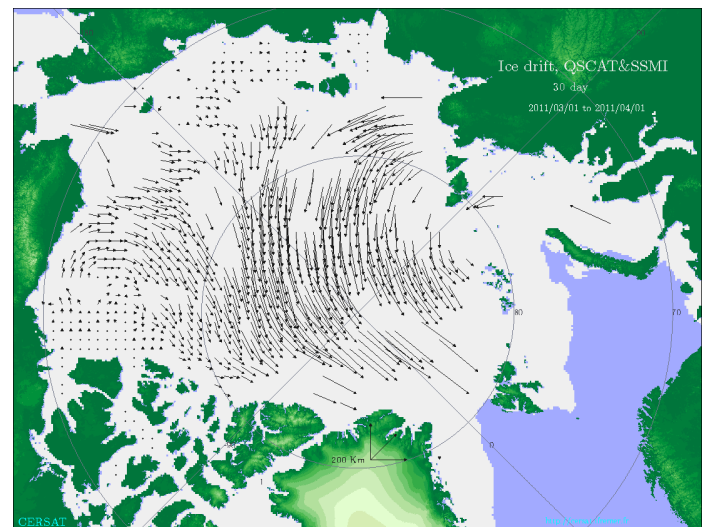 Ice drift, QSCAT&SSMI
30 day
2011/03/01 to 2011/04/01
80
70
0
200 Km
CERSAT